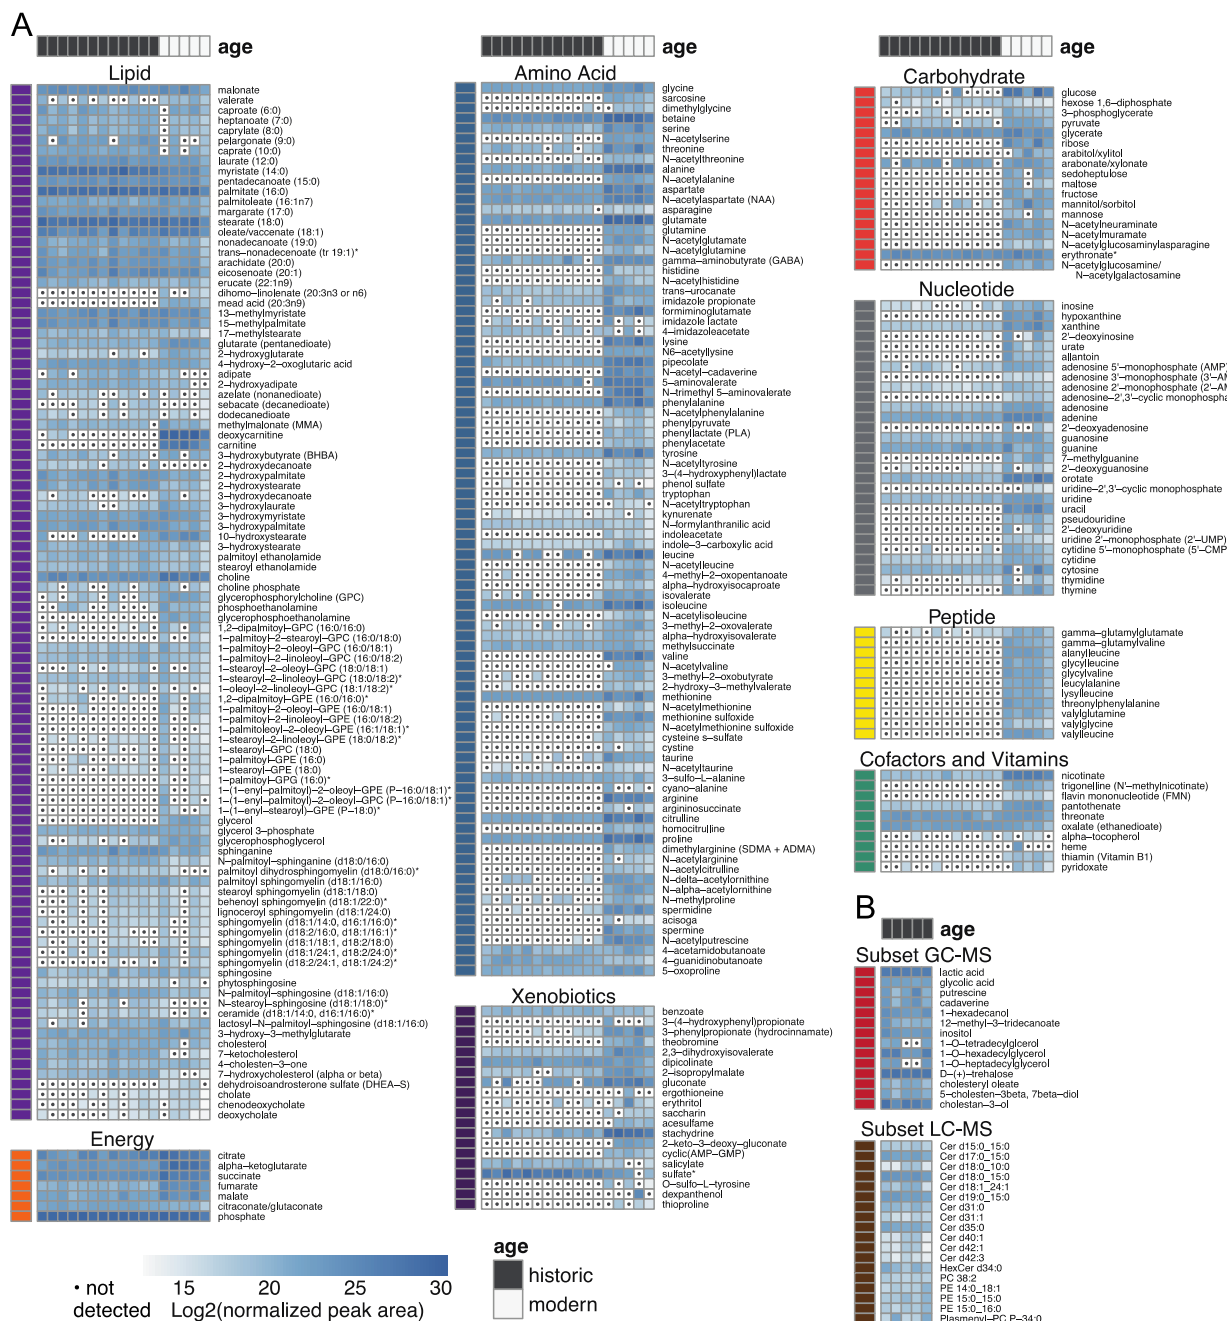 A
age
Lipid
malonate
valerate
caproate (6:0)
heptanoate (7:0)
caprylate (8:0)
pelargonate (9:0)
caprate (10:0)
laurate (12:0)
myristate (14:0)
pentadecanoate (15:0)
palmitate (16:0)
palmitoleate (16:1n7)
margarate (17:0)
stearate (18:0)
oleate/vaccenate (18:1)
nonadecanoate (19:0)
trans–nonadecenoate (tr 19:1)*
arachidate (20:0)
eicosenoate (20:1)
erucate (22:1n9)
dihomo–linolenate (20:3n3 or n6)
mead acid (20:3n9)
13–methylmyristate
15–methylpalmitate
17–methylstearate
glutarate (pentanedioate)
2–hydroxyglutarate
4–hydroxy–2–oxoglutaric acid
adipate
2–hydroxyadipate
azelate (nonanedioate)
sebacate (decanedioate)
dodecanedioate
methylmalonate (MMA)
deoxycarnitine
carnitine
3–hydroxybutyrate (BHBA)
2–hydroxydecanoate
2–hydroxypalmitate
2–hydroxystearate
3–hydroxydecanoate
3–hydroxylaurate
3–hydroxymyristate
3–hydroxypalmitate
10–hydroxystearate
3–hydroxystearate
palmitoyl ethanolamide
stearoyl ethanolamide
choline
choline phosphate
glycerophosphorylcholine (GPC)
phosphoethanolamine
glycerophosphoethanolamine
1,2–dipalmitoyl–GPC (16:0/16:0)
1–palmitoyl–2–stearoyl–GPC (16:0/18:0)
1–palmitoyl–2–oleoyl–GPC (16:0/18:1)
1–palmitoyl–2–linoleoyl–GPC (16:0/18:2)
1–stearoyl–2–oleoyl–GPC (18:0/18:1)
1–stearoyl–2–linoleoyl–GPC (18:0/18:2)*
1–oleoyl–2–linoleoyl–GPC (18:1/18:2)*
1,2–dipalmitoyl–GPE (16:0/16:0)*
1–palmitoyl–2–oleoyl–GPE (16:0/18:1)
1–palmitoyl–2–linoleoyl–GPE (16:0/18:2)
1–palmitoleoyl–2–oleoyl–GPE (16:1/18:1)*
1–stearoyl–2–linoleoyl–GPE (18:0/18:2)*
1–stearoyl–GPC (18:0)
1–palmitoyl–GPE (16:0)
1–stearoyl–GPE (18:0)
1–palmitoyl–GPG (16:0)*
1–(1–enyl–palmitoyl)–2–oleoyl–GPE (P–16:0/18:1)*
1–(1–enyl–palmitoyl)–2–oleoyl–GPC (P–16:0/18:1)*
1–(1–enyl–stearoyl)–GPE (P–18:0)*
glycerol
glycerol 3–phosphate
glycerophosphoglycerol
sphinganine
N–palmitoyl–sphinganine (d18:0/16:0)
palmitoyl dihydrosphingomyelin (d18:0/16:0)*
palmitoyl sphingomyelin (d18:1/16:0)
stearoyl sphingomyelin (d18:1/18:0)
behenoyl sphingomyelin (d18:1/22:0)*
lignoceroyl sphingomyelin (d18:1/24:0)
sphingomyelin (d18:1/14:0, d16:1/16:0)*
sphingomyelin (d18:2/16:0, d18:1/16:1)*
sphingomyelin (d18:1/18:1, d18:2/18:0)
sphingomyelin (d18:1/24:1, d18:2/24:0)*
sphingomyelin (d18:2/24:1, d18:1/24:2)*
sphingosine
phytosphingosine
N–palmitoyl–sphingosine (d18:1/16:0)
N–stearoyl–sphingosine (d18:1/18:0)*
ceramide (d18:1/14:0, d16:1/16:0)*
lactosyl–N–palmitoyl–sphingosine (d18:1/16:0)
3–hydroxy–3–methylglutarate
cholesterol
7–ketocholesterol
4–cholesten–3–one
7–hydroxycholesterol (alpha or beta)
dehydroisoandrosterone sulfate (DHEA–S)
cholate
chenodeoxycholate
deoxycholate
Energy
citrate
alpha–ketoglutarate
succinate
fumarate
malate
citraconate/glutaconate
phosphate
• not
detected
15 20 25 30
Log2(normalized peak area)
age
Amino Acid
glycine
sarcosine
dimethylglycine
betaine
serine
N–acetylserine
threonine
N–acetylthreonine
alanine
N–acetylalanine
aspartate
N–acetylaspartate (NAA)
asparagine
glutamate
glutamine
N–acetylglutamate
N–acetylglutamine
gamma–aminobutyrate (GABA)
histidine
N–acetylhistidine
trans–urocanate
imidazole propionate
formiminoglutamate
imidazole lactate
4–imidazoleacetate
lysine
N6–acetyllysine
pipecolate
N–acetyl–cadaverine
5–aminovalerate
N–trimethyl 5–aminovalerate
phenylalanine
N–acetylphenylalanine
phenylpyruvate
phenyllactate (PLA)
phenylacetate
tyrosine
N–acetyltyrosine
3–(4–hydroxyphenyl)lactate
phenol sulfate
tryptophan
N–acetyltryptophan
kynurenate
N–formylanthranilic acid
indoleacetate
indole–3–carboxylic acid
leucine
N–acetylleucine
4–methyl–2–oxopentanoate
alpha–hydroxyisocaproate
isovalerate
isoleucine
N–acetylisoleucine
3–methyl–2–oxovalerate
alpha–hydroxyisovalerate
methylsuccinate
valine
N–acetylvaline
3–methyl–2–oxobutyrate
2–hydroxy–3–methylvalerate
methionine
N–acetylmethionine
methionine sulfoxide
N–acetylmethionine sulfoxide
cysteine s–sulfate
cystine
taurine
N–acetyltaurine
3–sulfo–L–alanine
cyano–alanine
arginine
argininosuccinate
citrulline
homocitrulline
proline
dimethylarginine (SDMA + ADMA)
N–acetylarginine
N–acetylcitrulline
N–delta–acetylornithine
N–alpha–acetylornithine
N–methylproline
spermidine
acisoga
spermine
N–acetylputrescine
4–acetamidobutanoate
4–guanidinobutanoate
5–oxoproline
Xenobiotics
benzoate
3–(4–hydroxyphenyl)propionate
3–phenylpropionate (hydrocinnamate)
theobromine
2,3–dihydroxyisovalerate
dipicolinate
2–isopropylmalate
gluconate
ergothioneine
erythritol
saccharin
acesulfame
stachydrine
2–keto–3–deoxy–gluconate
cyclic(AMP–GMP)
salicylate
sulfate*
O–sulfo–L–tyrosine
dexpanthenol
thioproline
age
historic
modern
age
Carbohydrate
glucose
hexose 1,6–diphosphate
3–phosphoglycerate
pyruvate
glycerate
ribose
arabitol/xylitol
arabonate/xylonate
sedoheptulose
maltose
fructose
mannitol/sorbitol
mannose
N–acetylneuraminate
N–acetylmuramate
N–acetylglucosaminylasparagine
erythronate*
N–acetylglucosamine/
N–acetylgalactosamine
Nucleotide
inosine
hypoxanthine
xanthine
2'–deoxyinosine
urate
allantoin
adenosine 5'–monophosphate (AMP)
adenosine 3'–monophosphate (3'–AM
adenosine 2'–monophosphate (2'–AM
adenosine–2',3'–cyclic monophospha
adenosine
adenine
2'–deoxyadenosine
guanosine
guanine
7–methylguanine
2'–deoxyguanosine
orotate
uridine–2',3'–cyclic monophosphate
uridine
uracil
pseudouridine
2'–deoxyuridine
uridine 2'–monophosphate (2'–UMP)
cytidine 5'–monophosphate (5'–CMP
cytidine
cytosine
thymidine
thymine
Peptide
gamma–glutamylglutamate
gamma–glutamylvaline
alanylleucine
glycylleucine
glycylvaline
leucylalanine
lysylleucine
threonylphenylalanine
valylglutamine
valylglycine
valylleucine
Cofactors and Vitamins
nicotinate
trigonelline (N'–methylnicotinate)
flavin mononucleotide (FMN)
pantothenate
threonate
oxalate (ethanedioate)
alpha–tocopherol
heme
thiamin (Vitamin B1)
pyridoxate
B
age
Subset GC–MS
lactic acid
glycolic acid
putrescine
cadaverine
1–hexadecanol
12–methyl–3–tridecanoate
inositol
1–O–tetradecylglcerol
1–O–hexadecylglycerol
1–O–heptadecylglycerol
D–(+)–trehalose
cholesteryl oleate
5–cholesten–3beta, 7beta–diol
cholestan–3–ol
Subset LC–MS
Cer d15:0_15:0
Cer d17:0_15:0
Cer d18:0_10:0
Cer d18:0_15:0
Cer d18:1_24:1
Cer d19:0_15:0
Cer d31:0
Cer d31:1
Cer d35:0
Cer d40:1
Cer d42:1
Cer d42:3
HexCer d34:0
PC 38:2
PE 14:0_18:1
PE 15:0_15:0
PE 15:0_16:0
Plasmenyl–PC P–34:0